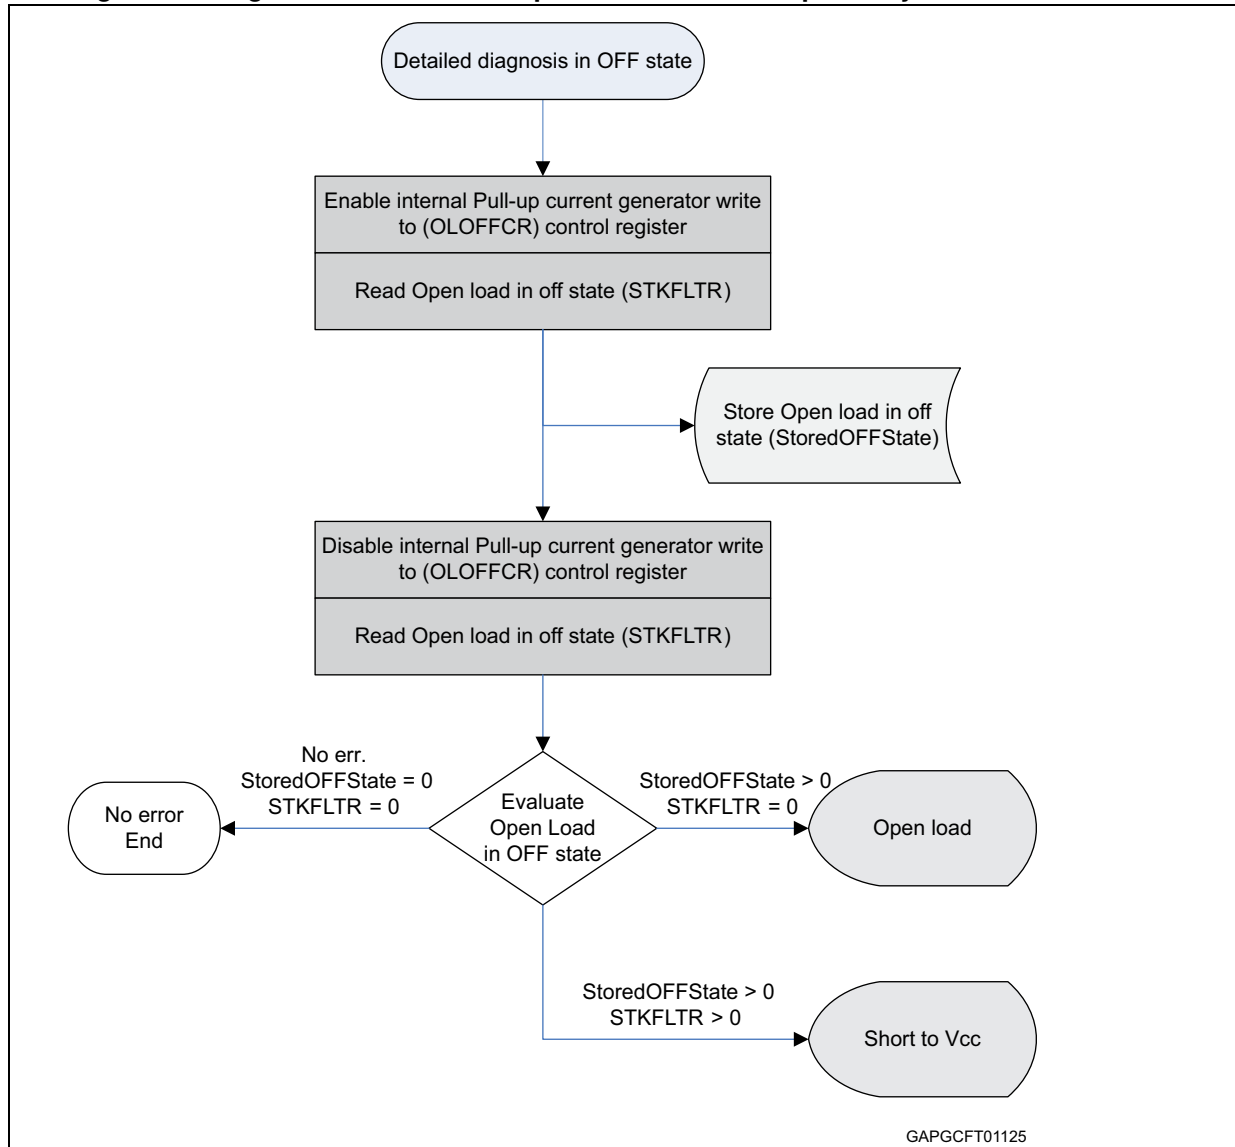 Detailed diagnosis in OFF state
Enable internal Pull-up current generator write
to (OLOFFCR) control register
Read Open load in off state (STKFLTR)
Store Open load in off
state (StoredOFFState)
Disable internal Pull-up current generator write
to (OLOFFCR) control register
Read Open load in off state (STKFLTR)
No err.
StoredOFFState = 0
STKFLTR = 0
StoredOFFState > 0
STKFLTR = 0
No error
End
Evaluate
Open Load
in OFF state
Open load
StoredOFFState > 0
STKFLTR > 0
Short to Vcc
GAPGCFT01125